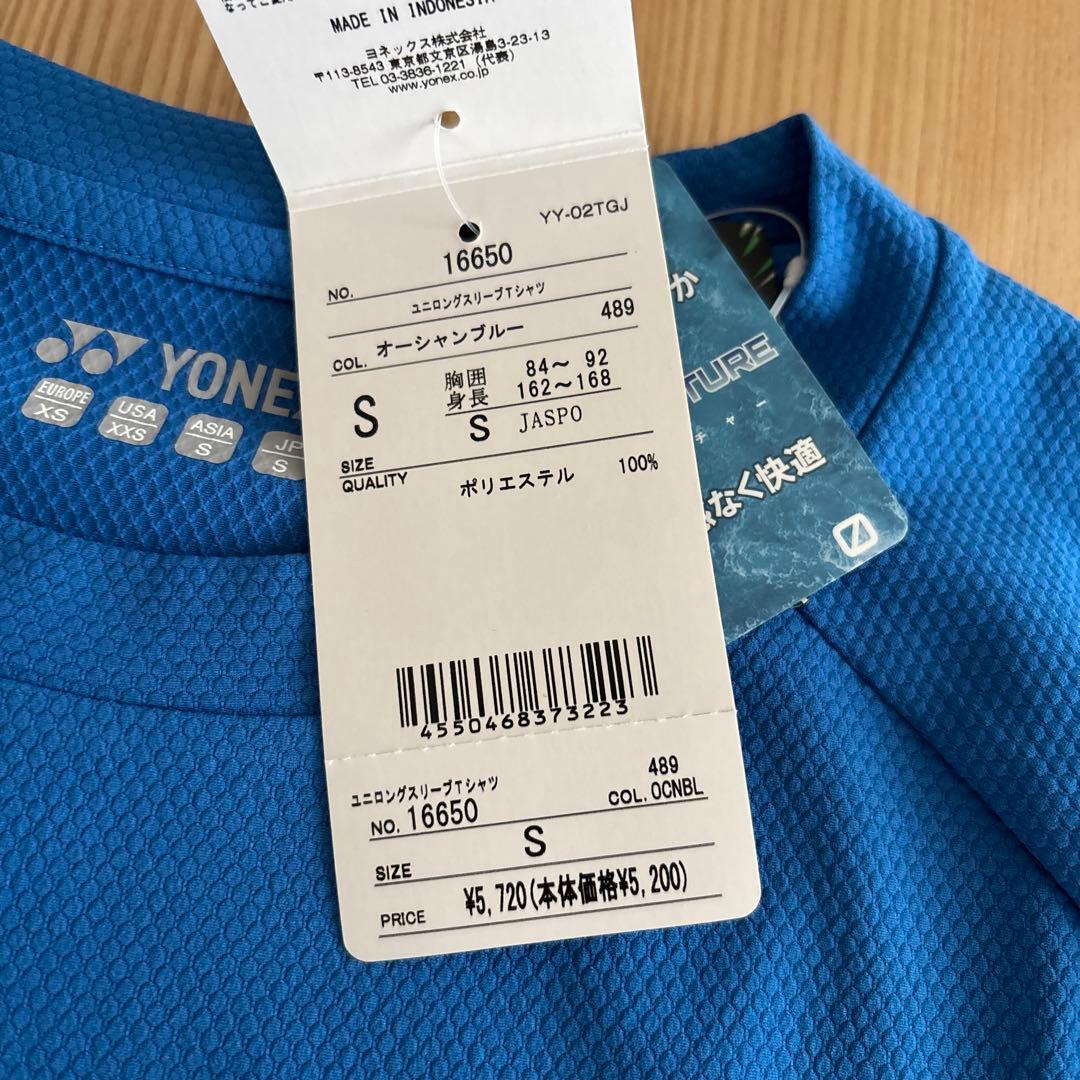 MADE IN INDONESIA
ヨネックス株式会社
〒113-8543 東京都文京区湯島3-23-13
TEL 03-3836-1221 (代表)
www.yonex.co.jp
YY-02TGJ
NO. 16650
ユニロングスリーブTシャツ
COL. オーシャンブルー 489
S 胸囲 84～ 92
身長 162～168
S JASPO
SIZE
QUALITY ポリエステル 100%
4550468373223
ユニロングスリーブTシャツ 489
NO. 16650 COL. OCNBL
SIZE S
PRICE ¥5,720(本体価格¥5,200)
YONEX
EUROPE XS
USA XXS
ASIA S
JP S
か
TURE
チャー
なく快適